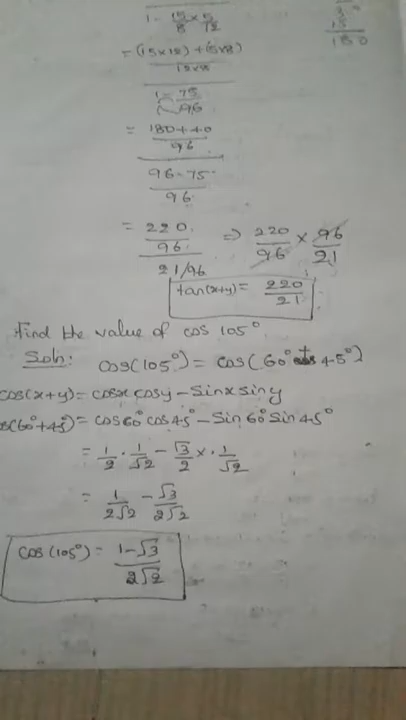 1 - 15/8 × 5/12
= (15×12) + (5×8)
12×8
1 - 75/96
180
= 180+40/96
96-75/96
= 220/96 / 21/96 ⇒ 220/96 × 96/21
tan(x+y) = 220/21
Find the value of cos 105°
Soln: cos(105°) = cos(60° + 45°)
cos(x+y) = cosx cosy - sinx siny
s(60°+45°) = cos60° cos45° - Sin60° Sin45°
= 1/2 · 1/√2 - √3/2 × · 1/√2
= 1/2√2 - √3/2√2
cos(105°) = 1-√3/2√2